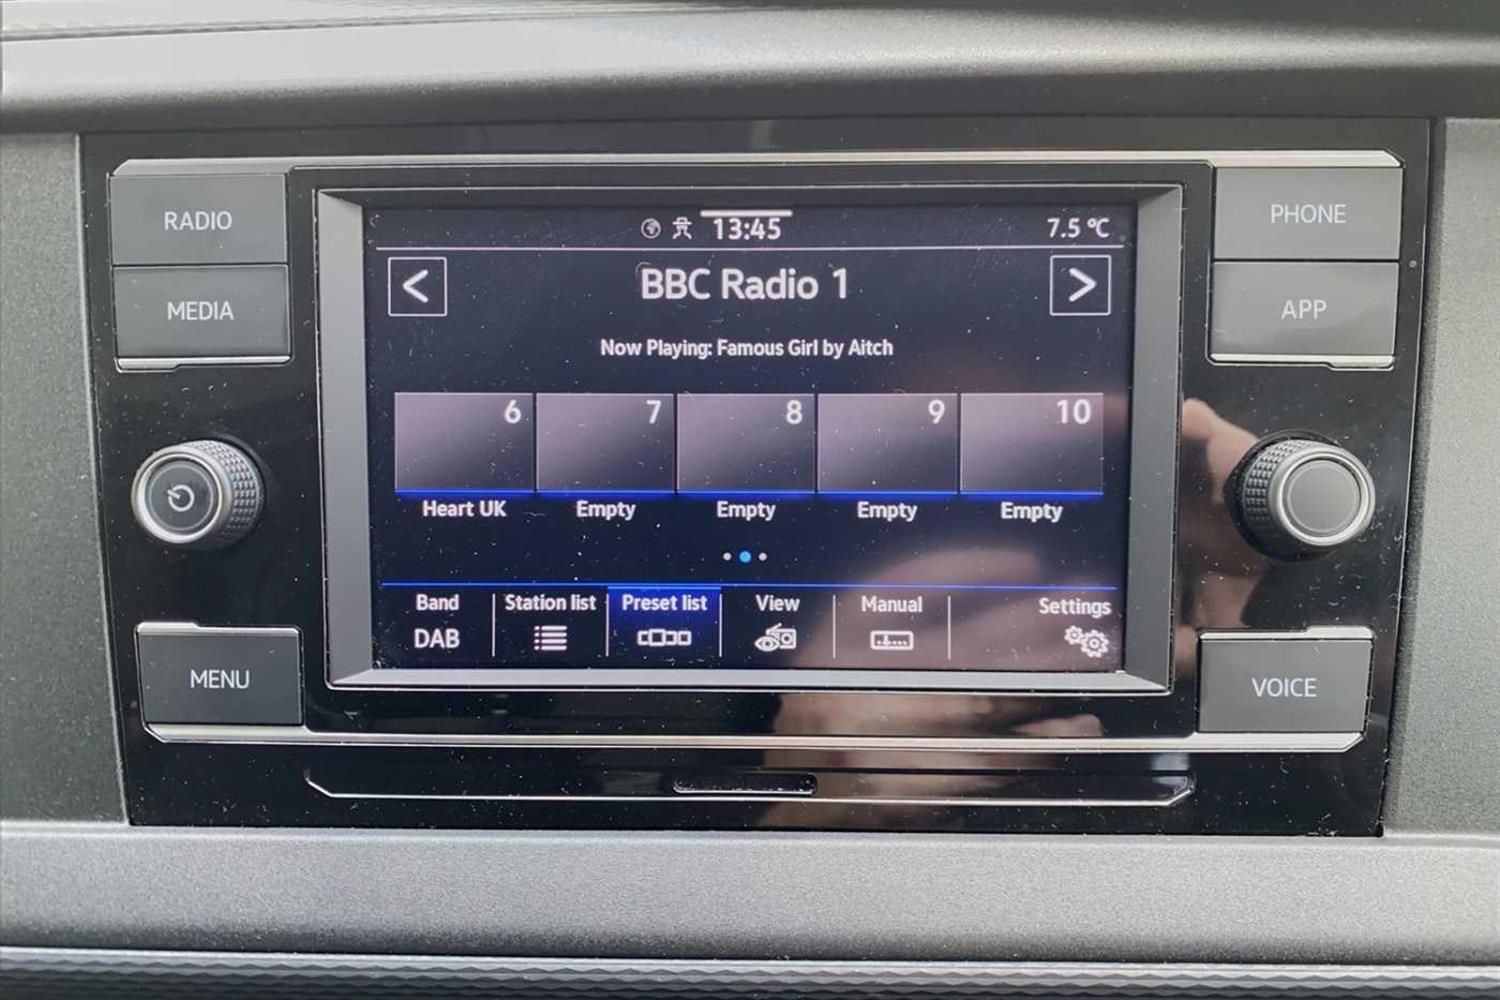 RADIO
MEDIA
MENU
PHONE
APP
VOICE
13:45
7.5 °C
<
BBC Radio 1
>
Now Playing: Famous Girl by Aitch
6
7
8
9
10
Heart UK
Empty
Empty
Empty
Empty
Band
DAB
Station list
Preset list
View
Manual
Settings